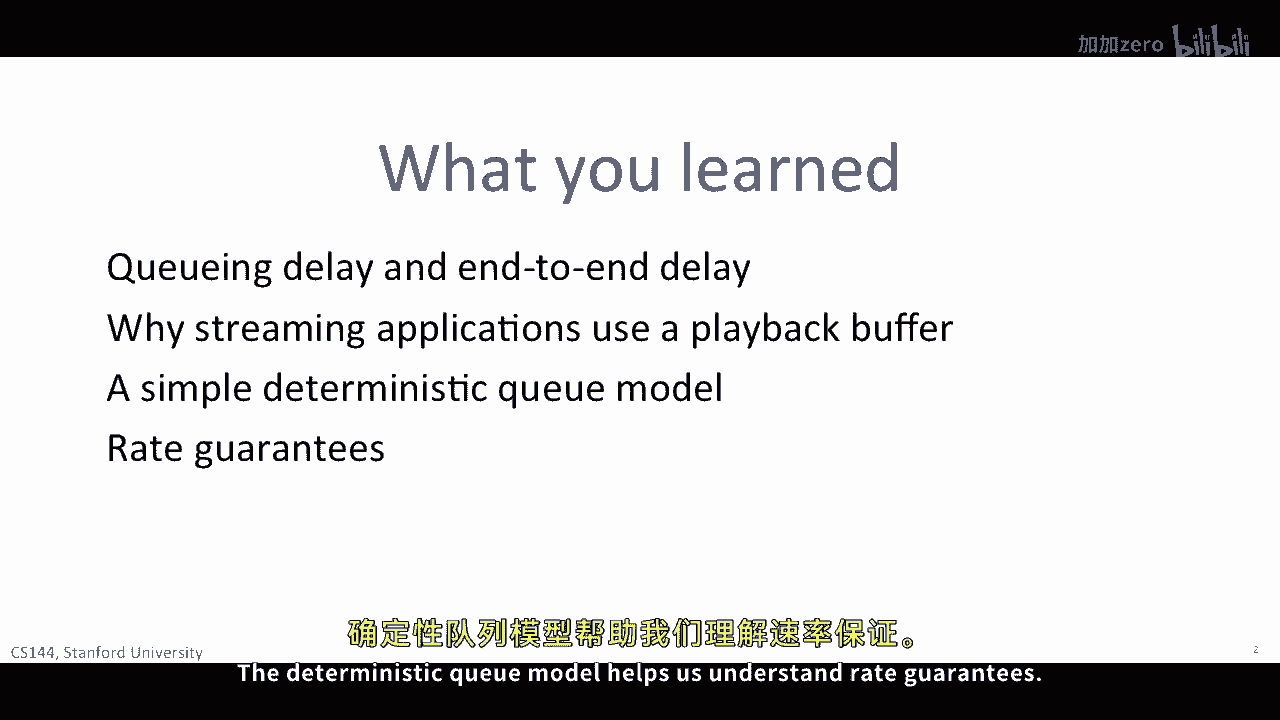 加加zero bilibili
What you learned
Queueing delay and end-to-end delay
Why streaming applications use a playback buffer
A simple deterministic queue model
Rate guarantees
确定性队列模型帮助我们理解速率保证。
CS144, Stanford University
2
The deterministic queue model helps us understand rate guarantees.